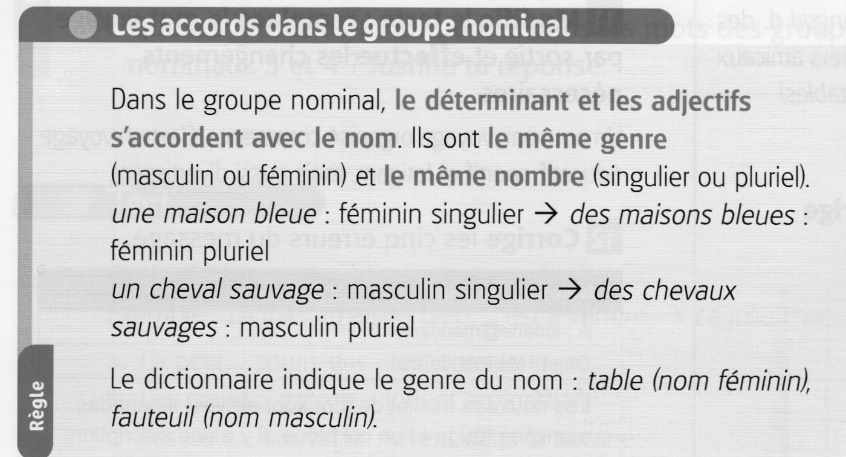 Les accords dans le groupe nominal
Dans le groupe nominal, le déterminant et les adjectifs
s'accordent avec le nom. Ils ont le même genre
(masculin ou féminin) et le même nombre (singulier ou pluriel).
une maison bleue : féminin singulier → des maisons bleues :
féminin pluriel
un cheval sauvage : masculin singulier → des chevaux
sauvages : masculin pluriel
Le dictionnaire indique le genre du nom : table (nom féminin),
fauteuil (nom masculin).
Règle